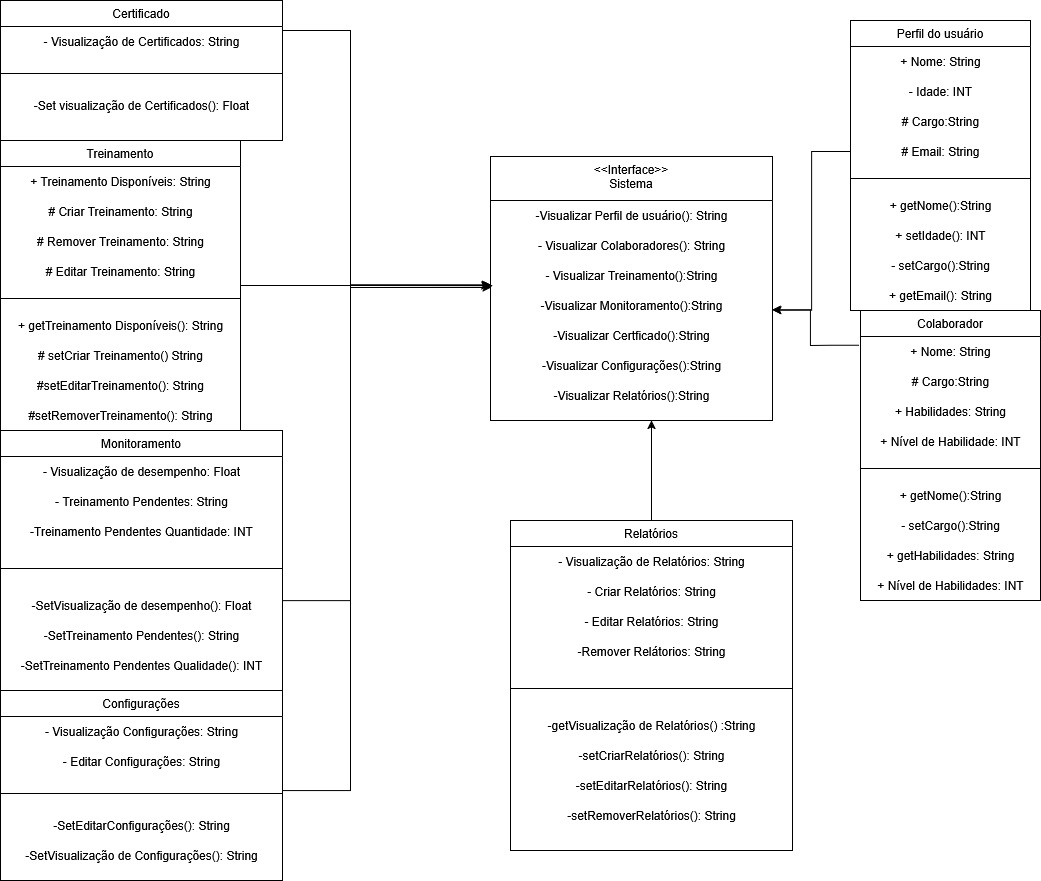 Certificado
- Visualização de Certificados: String
-Set visualização de Certificados(): Float
Treinamento
+ Treinamento Disponíveis: String
# Criar Treinamento: String
# Remover Treinamento: String
# Editar Treinamento: String
+ getTreinamento Disponíveis(): String
# setCriar Treinamento() String
#setEditarTreinamento(): String
#setRemoverTreinamento(): String
Monitoramento
- Visualização de desempenho: Float
- Treinamento Pendentes: String
-Treinamento Pendentes Quantidade: INT
-SetVisualização de desempenho(): Float
-SetTreinamento Pendentes(): String
-SetTreinamento Pendentes Qualidade(): INT
Configurações
- Visualização Configurações: String
- Editar Configurações: String
-SetEditarConfigurações(): String
-SetVisualização de Configurações(): String
<<Interface>>
Sistema
-Visualizar Perfil de usuário(): String
- Visualizar Colaboradores(): String
- Visualizar Treinamento():String
-Visualizar Monitoramento():String
-Visualizar Certficado():String
-Visualizar Configurações():String
-Visualizar Relatórios():String
Relatórios
- Visualização de Relatórios: String
- Criar Relatórios: String
- Editar Relatórios: String
-Remover Relátorios: String
-getVisualização de Relatórios() :String
-setCriarRelatórios(): String
-setEditarRelatórios(): String
-setRemoverRelatórios(): String
Perfil do usuário
+ Nome: String
- Idade: INT
# Cargo:String
# Email: String
+ getNome():String
+ setIdade(): INT
- setCargo():String
+ getEmail(): String
Colaborador
+ Nome: String
# Cargo:String
+ Habilidades: String
+ Nível de Habilidade: INT
+ getNome():String
- setCargo():String
+ getHabilidades: String
+ Nível de Habilidades: INT